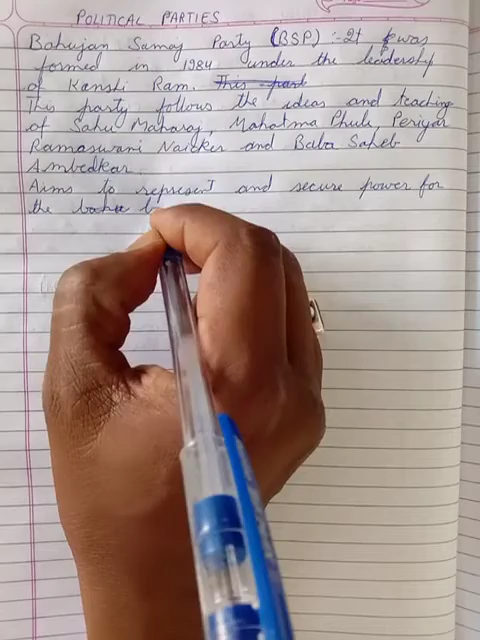 POLITICAL PARTIES
Bahujan Samaj Party (BSP) :- It was
formed in 1984 under the leadership
of Kanshi Ram. This part
This party follows the ideas and teaching
of Sahu Maharaj, Mahatma Phule, Periyar
Ramaswami Naicker and Baba Saheb
Ambedkar.
Aims to represent and secure power for
the